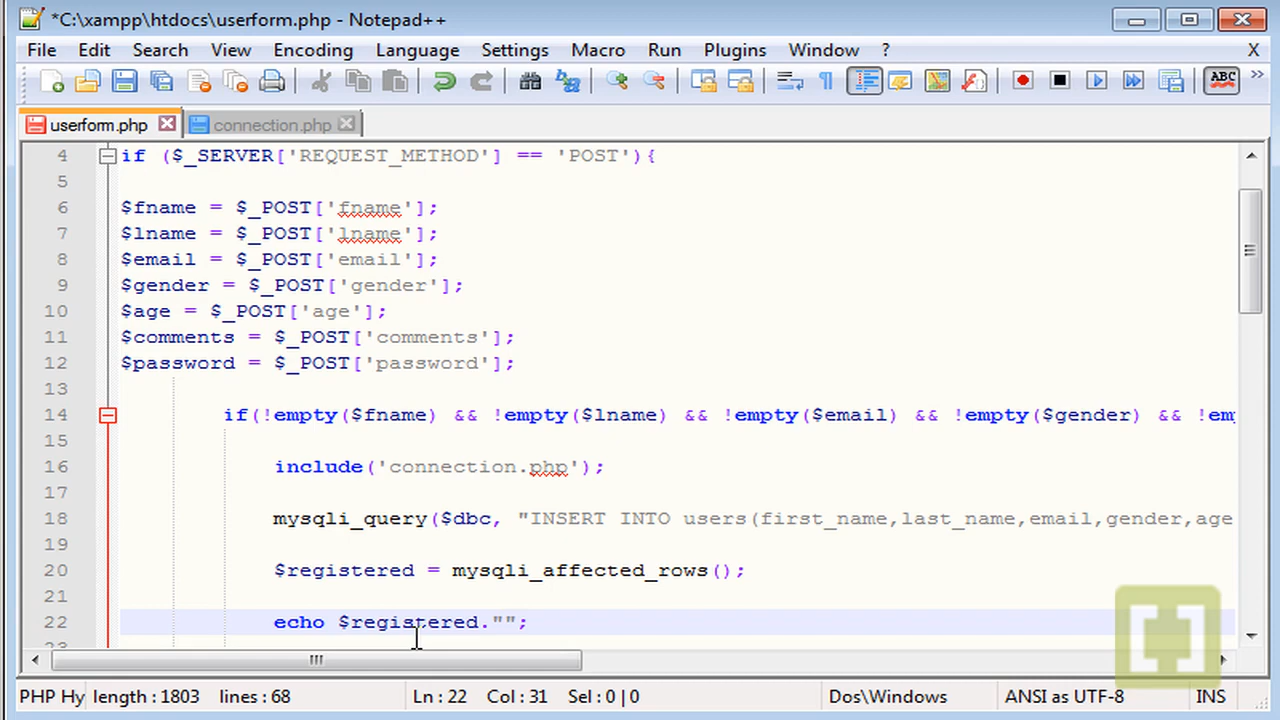 *C:\xampp\htdocs\userform.php - Notepad++
File Edit Search View Encoding Language Settings Macro Run Plugins Window ? X
ABC »
userform.php connection.php
4 if ($_SERVER['REQUEST_METHOD'] == 'POST'){
5
6 $fname = $_POST['fname'];
7 $lname = $_POST['lname'];
8 $email = $_POST['email'];
9 $gender = $_POST['gender'];
10 $age = $_POST['age'];
11 $comments = $_POST['comments'];
12 $password = $_POST['password'];
13
14 if(!empty($fname) && !empty($lname) && !empty($email) && !empty($gender) && !em
15
16 include('connection.php');
17
18 mysqli_query($dbc, "INSERT INTO users(first_name,last_name,email,gender,age
19
20 $registered = mysqli_affected_rows();
21
22 echo $registered."";
23
PHP Hy length : 1803 lines : 68 Ln : 22 Col : 31 Sel : 0 | 0 Dos\Windows ANSI as UTF-8 INS